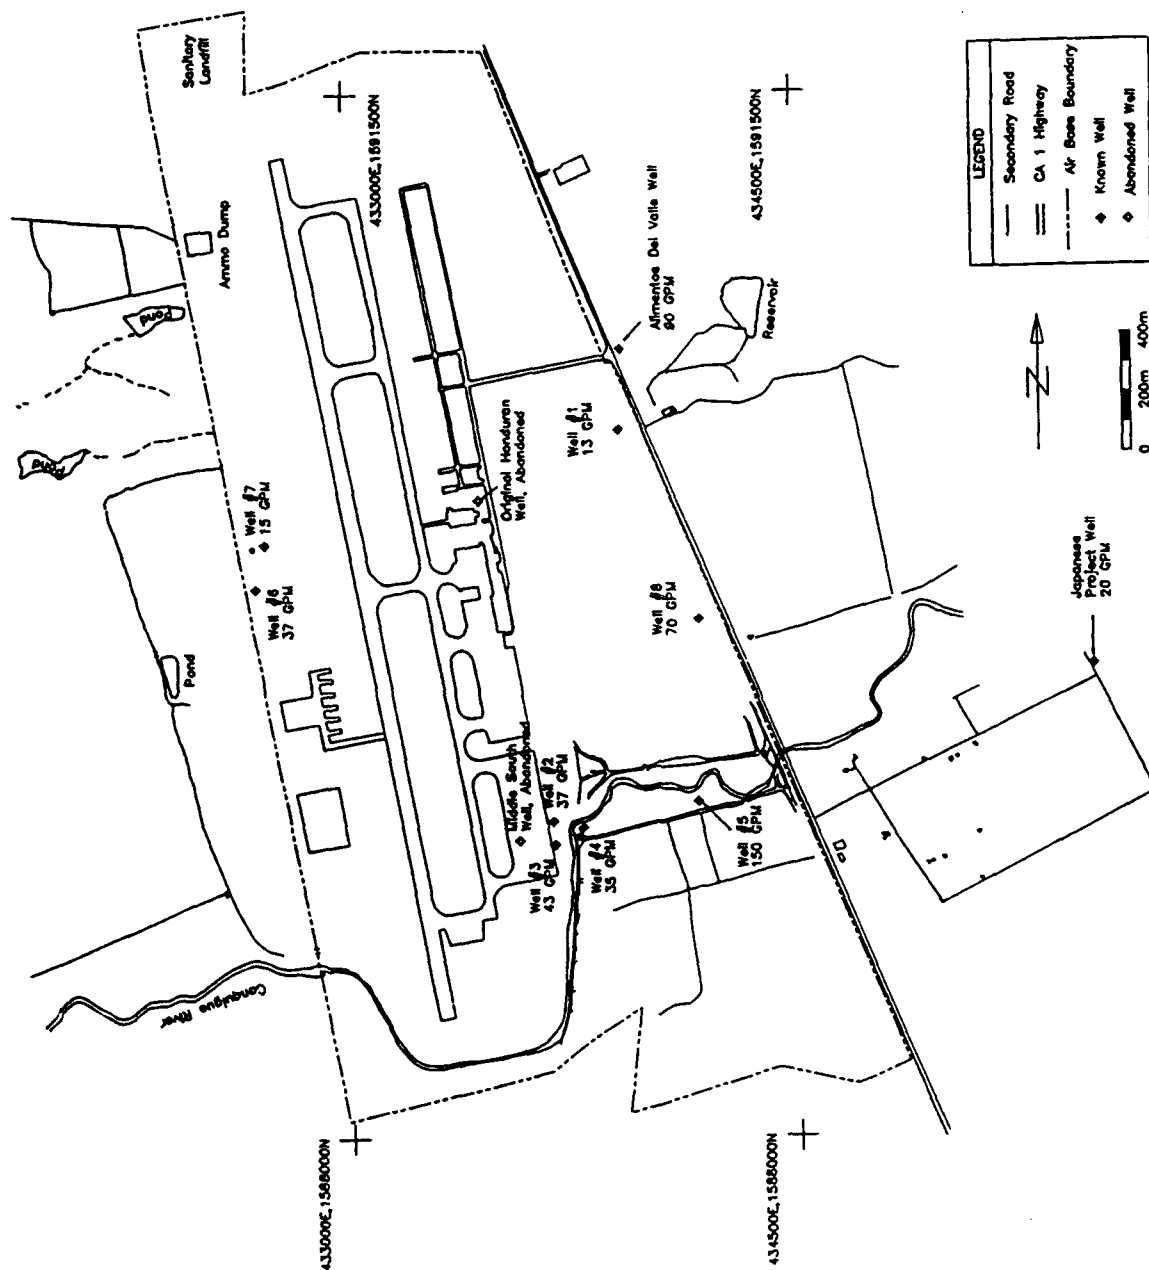 Sanitary
Landfill
Ammo Dump
433000E,1591500N
434500E,1591500N
Pond
Pond
Pond
Alimentos Del Valle Well
90 GPM
Reservoir
Well #1
13 GPM
Original Honduran
Well, Abandoned
Well #7
15 GPM
Well #6
37 GPM
Well #8
70 GPM
Middle South
Well, Abandoned
Well #2
37 GPM
Well #3
43 GPM
Well #4
35 GPM
Well #5
150 GPM
Japanese
Project Well
20 GPM
Conquigue River
433000E,1588000N
434500E,1588000N
N
0 200m 400m
LEGEND
Secondary Road
CA 1 Highway
Air Base Boundary
Known Well
Abandoned Well